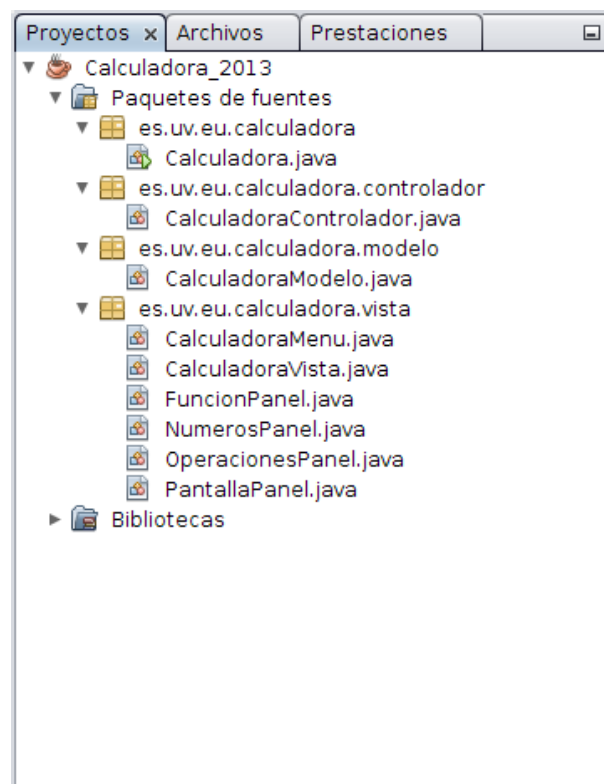 Proyectos x Archivos Prestaciones
Calculadora_2013
Paquetes de fuentes
es.uv.eu.calculadora
Calculadora.java
es.uv.eu.calculadora.controlador
CalculadoraControlador.java
es.uv.eu.calculadora.modelo
CalculadoraModelo.java
es.uv.eu.calculadora.vista
CalculadoraMenu.java
CalculadoraVista.java
FuncionPanel.java
NumerosPanel.java
OperacionesPanel.java
PantallaPanel.java
Bibliotecas